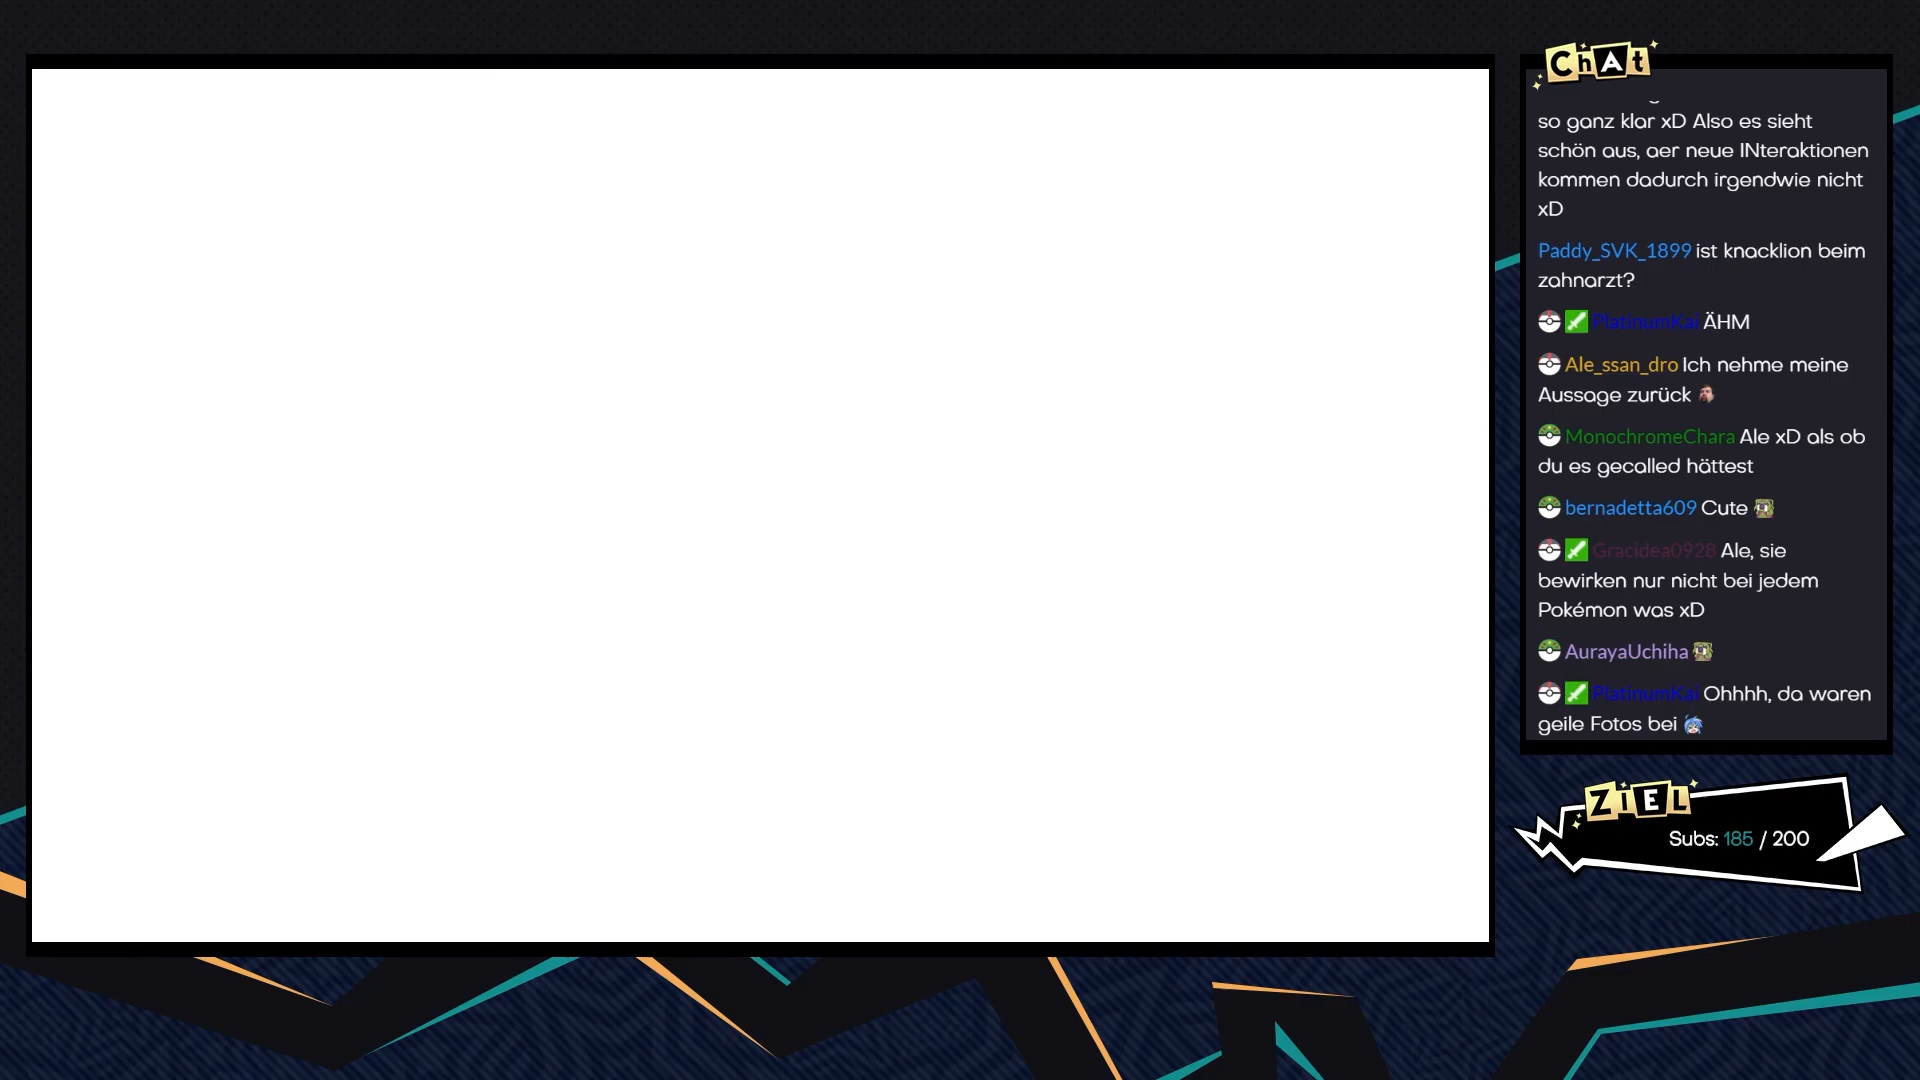 ChAt
so ganz klar xD Also es sieht
schön aus, aer neue INteraktionen
kommen dadurch irgendwie nicht
xD
Paddy_SVK_1899 ist knacklion beim
zahnarzt?
PlatinumKai ÄHM
Ale_ssan_dro Ich nehme meine
Aussage zurück
MonochromeChara Ale xD als ob
du es gecalled hättest
bernadetta609 Cute
Gracidea0928 Ale, sie
bewirken nur nicht bei jedem
Pokémon was xD
AurayaUchiha
PlatinumKai Ohhhh, da waren
geile Fotos bei
ZiEL
Subs: 185 / 200